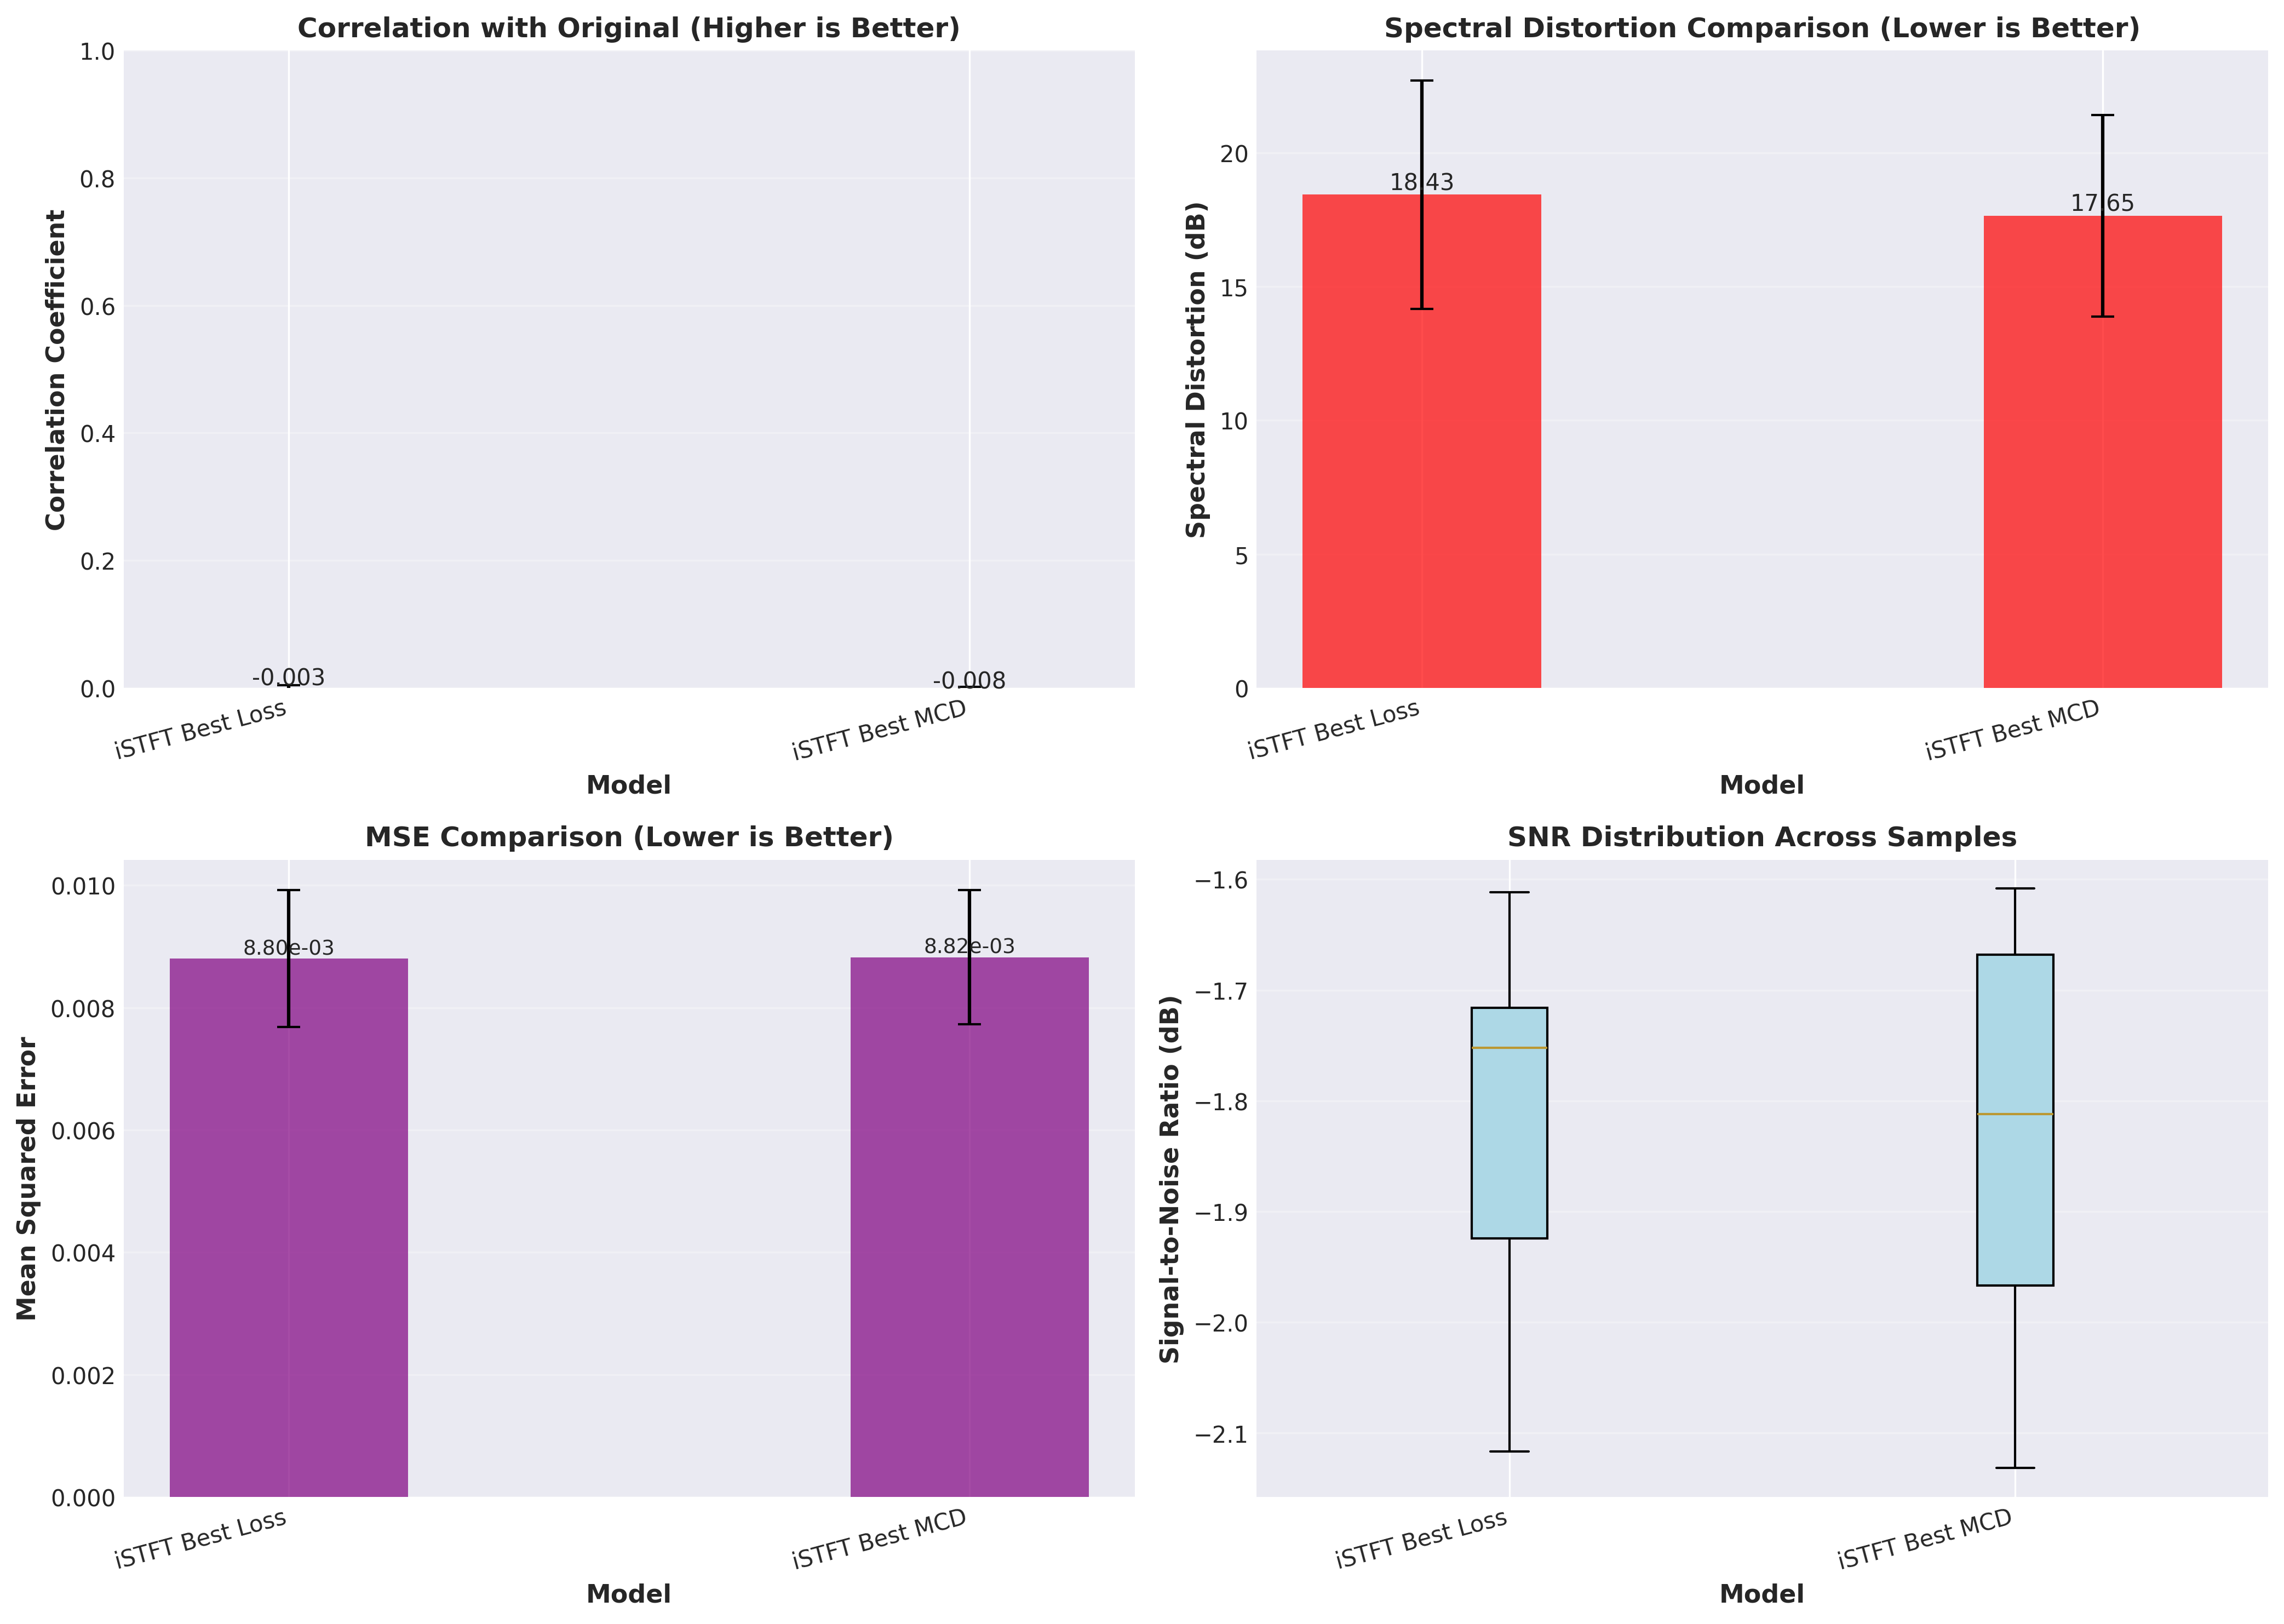 Correlation with Original (Higher is Better)
1.0
0.8
0.6
0.4
0.2
0.0
Correlation Coefficient
-0.003
-0.008
iSTFT Best Loss
iSTFT Best MCD
Model
Spectral Distortion Comparison (Lower is Better)
20
15
10
5
0
Spectral Distortion (dB)
18.43
17.65
iSTFT Best Loss
iSTFT Best MCD
Model
MSE Comparison (Lower is Better)
0.010
0.008
0.006
0.004
0.002
0.000
Mean Squared Error
8.80e-03
8.82e-03
iSTFT Best Loss
iSTFT Best MCD
Model
SNR Distribution Across Samples
−1.6
−1.7
−1.8
−1.9
−2.0
−2.1
Signal-to-Noise Ratio (dB)
iSTFT Best Loss
iSTFT Best MCD
Model